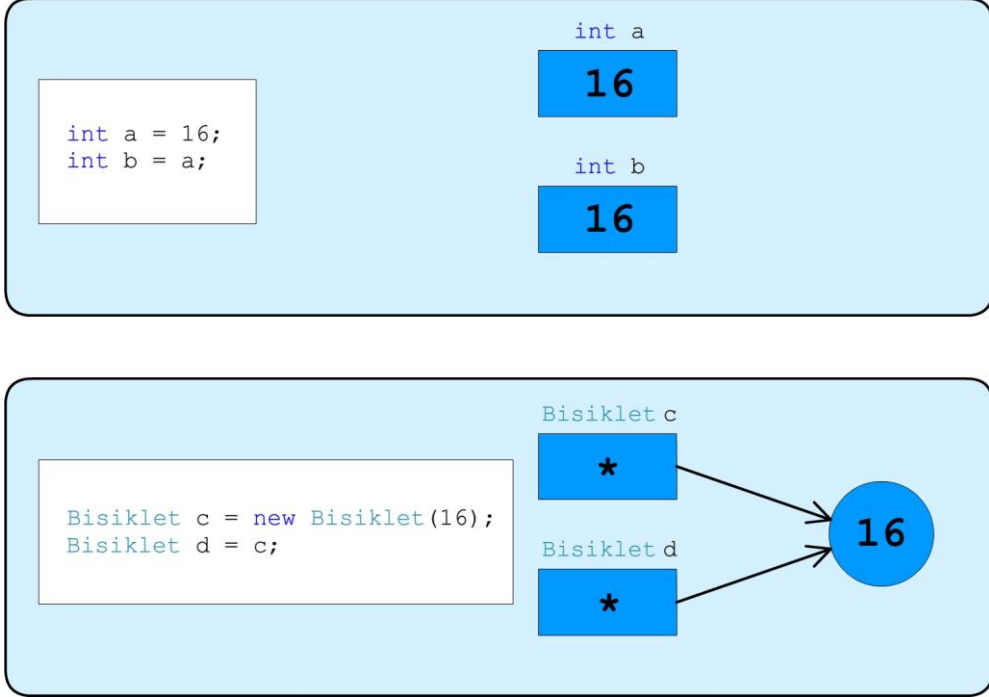 int a = 16;
int b = a;
int a
16
int b
16
Bisiklet c = new Bisiklet(16);
Bisiklet d = c;
Bisiklet c
*
Bisiklet d
*
16